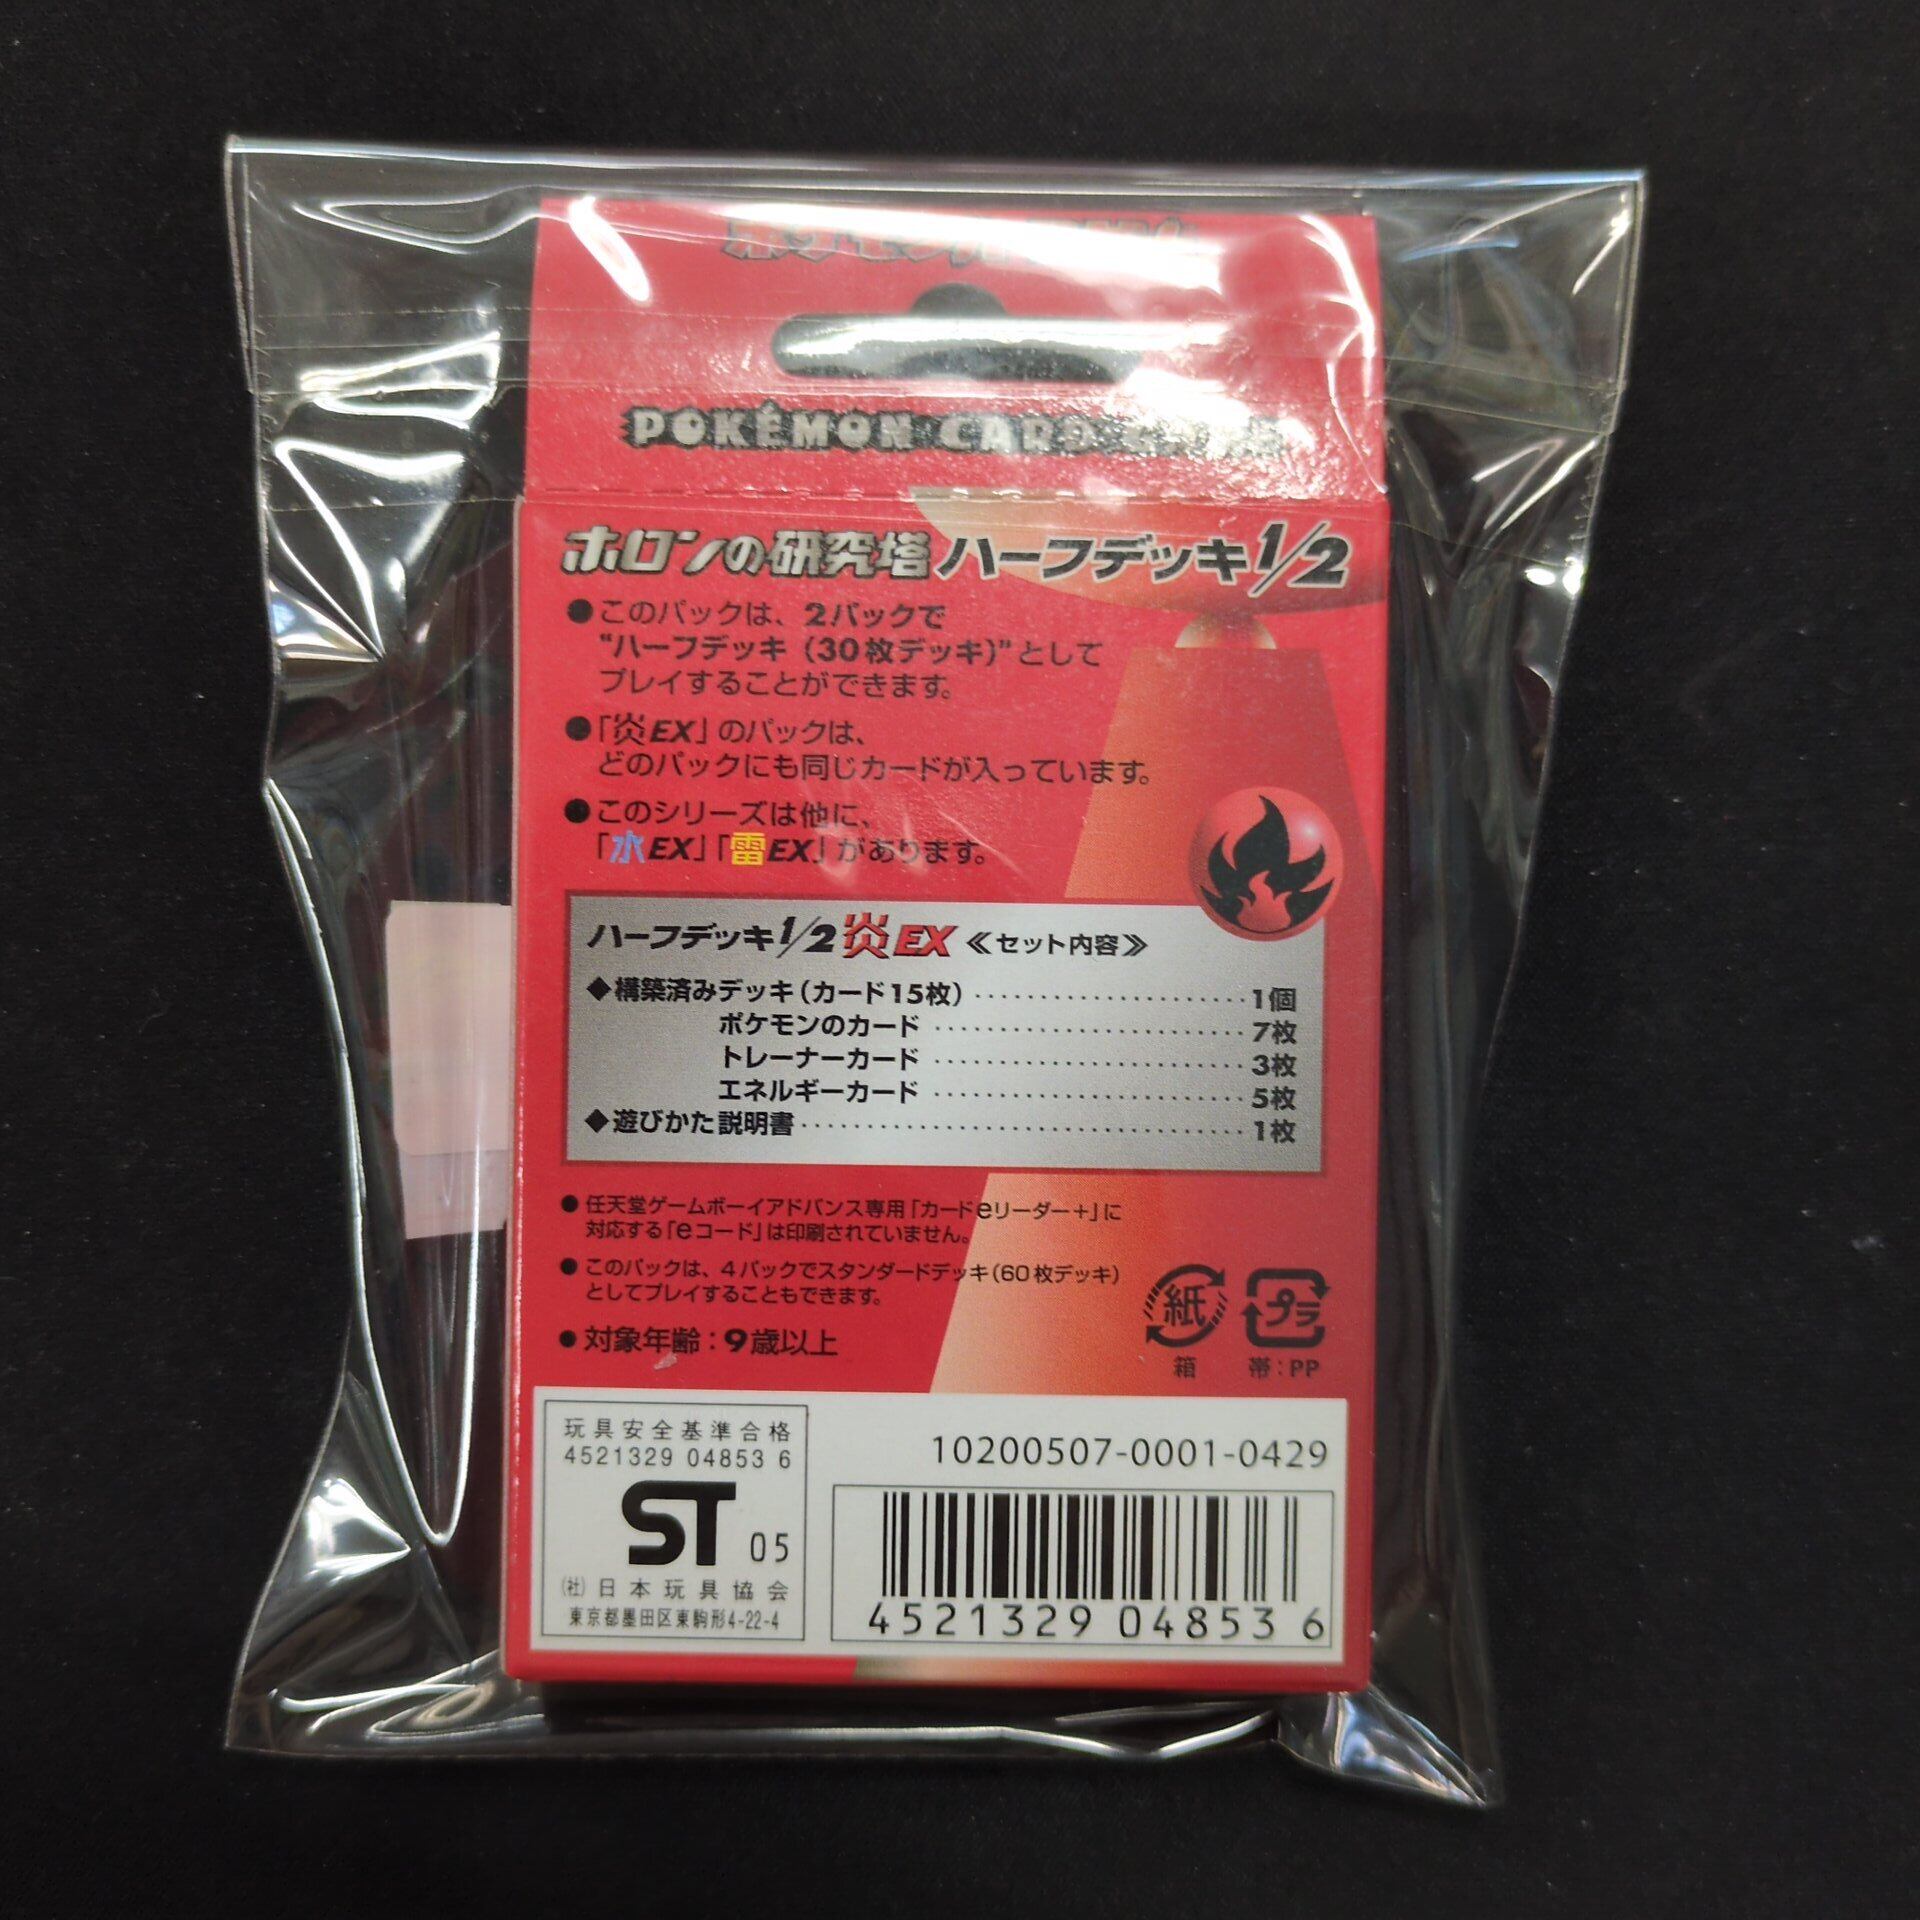 POKÉMON CARD GAME
ホロンの研究塔 ハーフデッキ1/2
●このパックは、2パックで
"ハーフデッキ(30枚デッキ)"として
プレイすることができます。
●「炎EX」のパックは、
どのパックにも同じカードが入っています。
●このシリーズは他に、
「水EX」「雷EX」があります。
ハーフデッキ1/2炎EX≪セット内容≫
◆構築済みデッキ(カード15枚)‥‥‥‥1個
ポケモンのカード‥‥‥‥7枚
トレーナーカード‥‥‥‥3枚
エネルギーカード‥‥‥‥5枚
◆遊びかた説明書‥‥‥‥1枚
●任天堂ゲームボーイアドバンス専用「カードeリーダー+」に
対応する「eコード」は印刷されていません。
●このパックは、4パックでスタンダードデッキ(60枚デッキ)
としてプレイすることもできます。
●対象年齢:9歳以上
紙
箱
プラ
帯:PP
玩具安全基準合格
4521329 04853 6
ST 05
(社)日本玩具協会
東京都墨田区東駒形4-22-4
10200507-0001-0429
4521329 04853 6